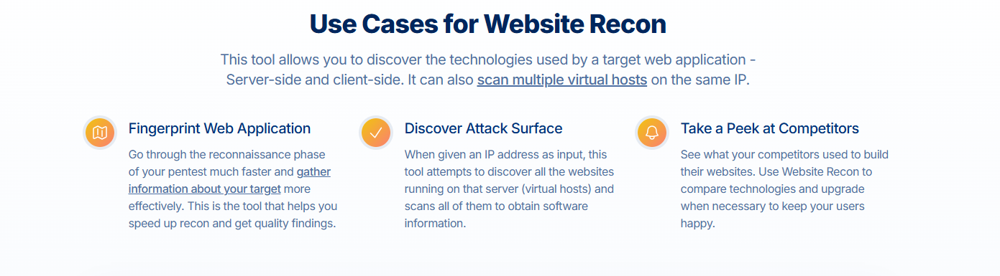 Use Cases for Website Recon
This tool allows you to discover the technologies used by a target web application -
Server-side and client-side. It can also scan multiple virtual hosts on the same IP.
Fingerprint Web Application
Go through the reconnaissance phase
of your pentest much faster and gather
information about your target more
effectively. This is the tool that helps you
speed up recon and get quality findings.
Discover Attack Surface
When given an IP address as input, this
tool attempts to discover all the websites
running on that server (virtual hosts) and
scans all of them to obtain software
information.
Take a Peek at Competitors
See what your competitors used to build
their websites. Use Website Recon to
compare technologies and upgrade
when necessary to keep your users
happy.